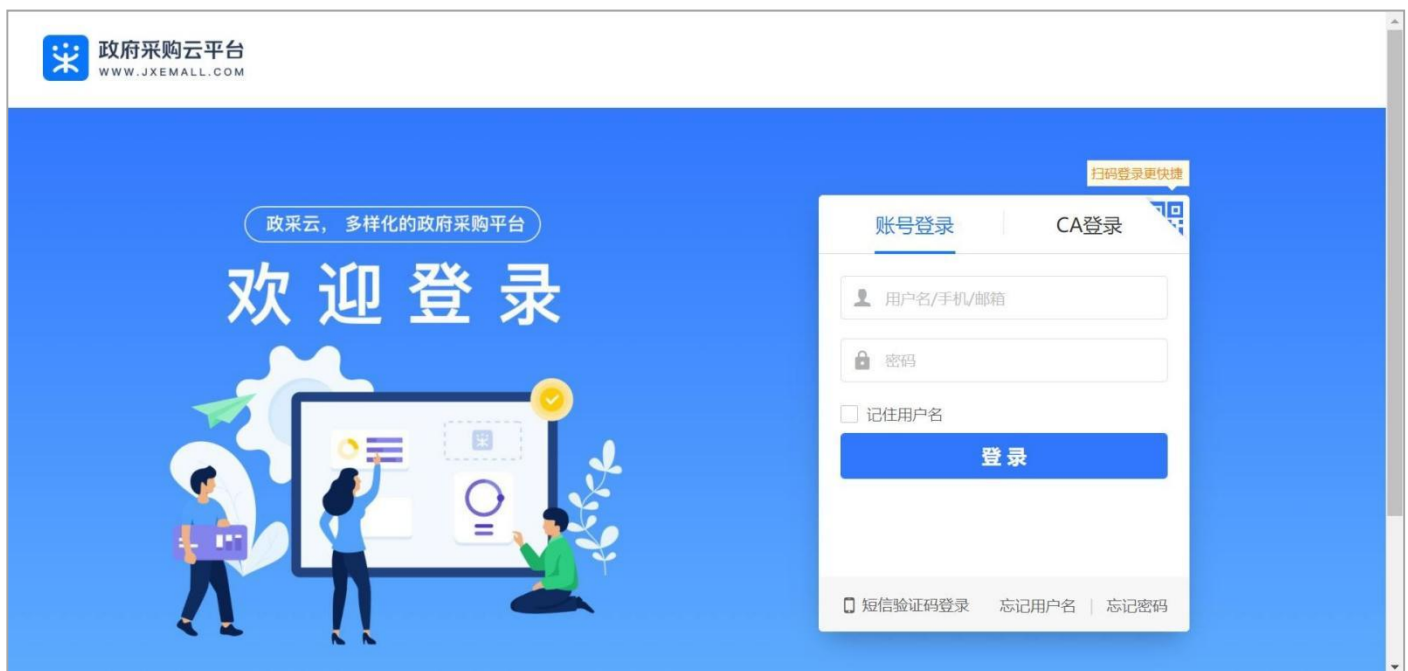 政府采购云平台
WWW.JXEMALL.COM
扫码登录更快捷
政采云，多样化的政府采购平台
欢迎登录
账号登录 CA登录
用户名/手机/邮箱
密码
记住用户名
登录
短信验证码登录 忘记用户名 忘记密码